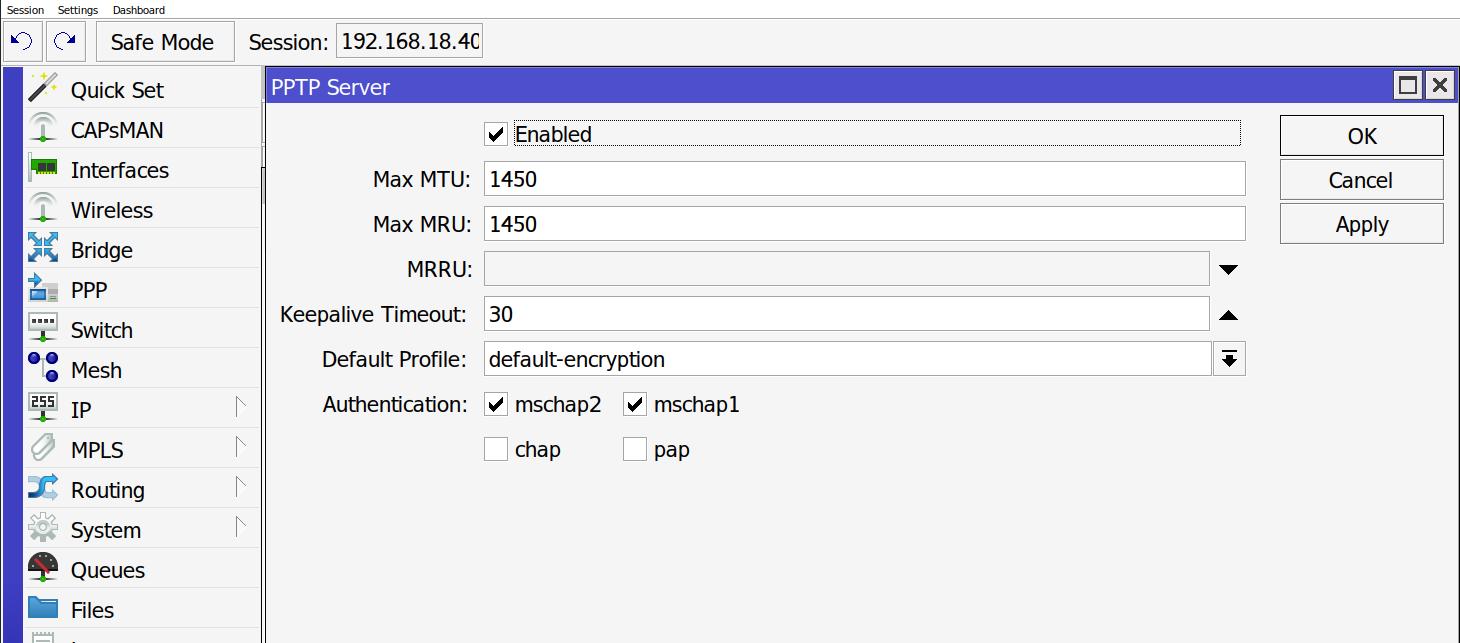 Session Settings Dashboard
Safe Mode Session: 192.168.18.40
Quick Set
CAPsMAN
Interfaces
Wireless
Bridge
PPP
Switch
Mesh
255
IP
MPLS
Routing
System
Queues
Files
PPTP Server
Enabled
Max MTU: 1450
Max MRU: 1450
MRRU:
Keepalive Timeout: 30
Default Profile: default-encryption
Authentication: mschap2 mschap1
chap pap
OK
Cancel
Apply